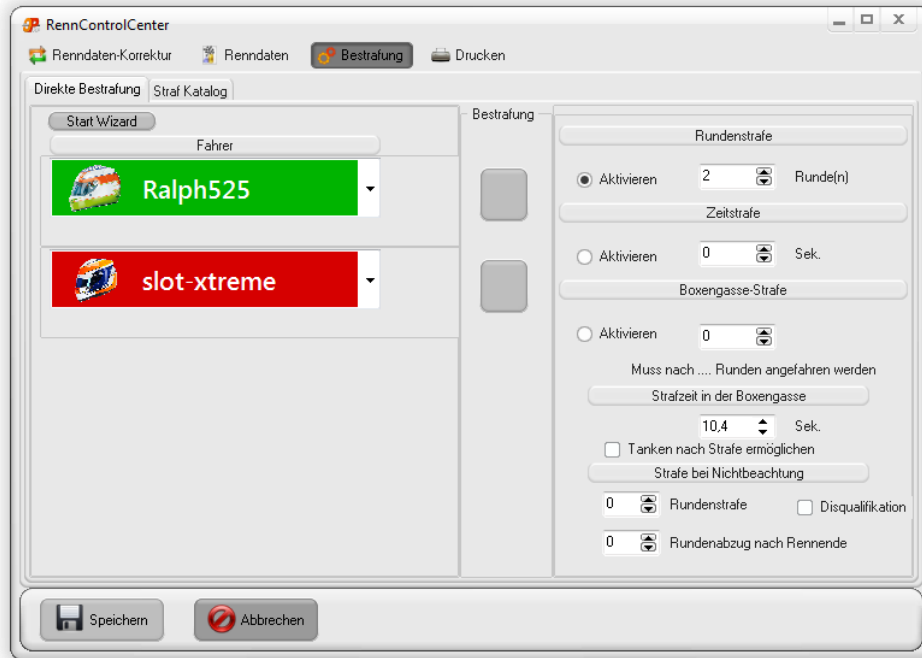 RennControlCenter
Renndaten-Korrektur Renndaten Bestrafung Drucken
Direkte Bestrafung Straf Katalog
Start Wizard
Fahrer
Ralph525
slot-xtreme
Bestrafung
Rundenstrafe
Aktivieren 2 Runde(n)
Zeitstrafe
Aktivieren 0 Sek.
Boxengasse-Strafe
Aktivieren 0
Muss nach .... Runden angefahren werden
Strafzeit in der Boxengasse
10,4 Sek.
Tanken nach Strafe ermöglichen
Strafe bei Nichtbeachtung
0 Rundenstrafe Disqualifikation
0 Rundenabzug nach Rennende
Speichern Abbrechen